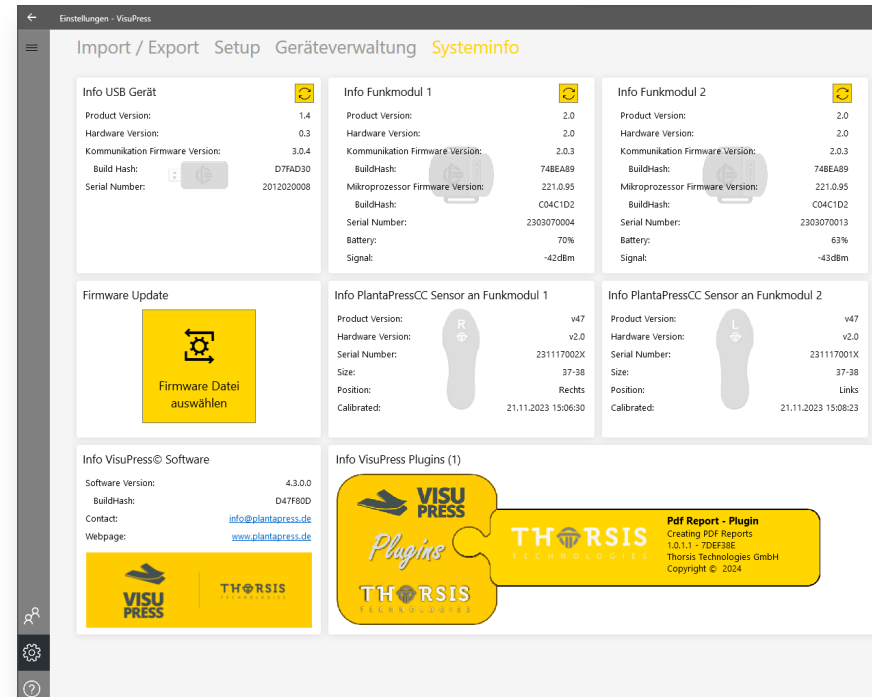 Einstellungen - VisuPress
Import / Export Setup Geräteverwaltung Systeminfo
Info USB Gerät
Product Version: 1.4
Hardware Version: 0.3
Kommunikation Firmware Version: 3.0.4
Build Hash: D7FAD30
Serial Number: 2012020008
Info Funkmodul 1
Product Version: 2.0
Hardware Version: 2.0
Kommunikation Firmware Version: 2.0.3
BuildHash: 74BEA89
Mikroprozessor Firmware Version: 221.0.95
BuildHash: C04C1D2
Serial Number: 2303070004
Battery: 70%
Signal: -42dBm
Info Funkmodul 2
Product Version: 2.0
Hardware Version: 2.0
Kommunikation Firmware Version: 2.0.3
BuildHash: 74BEA89
Mikroprozessor Firmware Version: 221.0.95
BuildHash: C04C1D2
Serial Number: 2303070013
Battery: 63%
Signal: -43dBm
Firmware Update
Firmware Datei
auswählen
Info PlantaPressCC Sensor an Funkmodul 1
Product Version: v47
Hardware Version: v2.0
Serial Number: 231117002X
Size: 37-38
Position: Rechts
Calibrated: 21.11.2023 15:06:30
R
Info PlantaPressCC Sensor an Funkmodul 2
Product Version: v47
Hardware Version: v2.0
Serial Number: 231117001X
Size: 37-38
Position: Links
Calibrated: 21.11.2023 15:08:23
L
Info VisuPress© Software
Software Version: 4.3.0.0
BuildHash: D47F80D
Contact: info@plantapress.de
Webpage: www.plantapress.de
VISU
PRESS
THORSIS
TECHNOLOGIES
Info VisuPress Plugins (1)
VISU
PRESS
Plugins
THORSIS
TECHNOLOGIES
THORSIS
TECHNOLOGIES
Pdf Report - Plugin
Creating PDF Reports
1.0.1.1 - 7DEF38E
Thorsis Technologies GmbH
Copyright © 2024